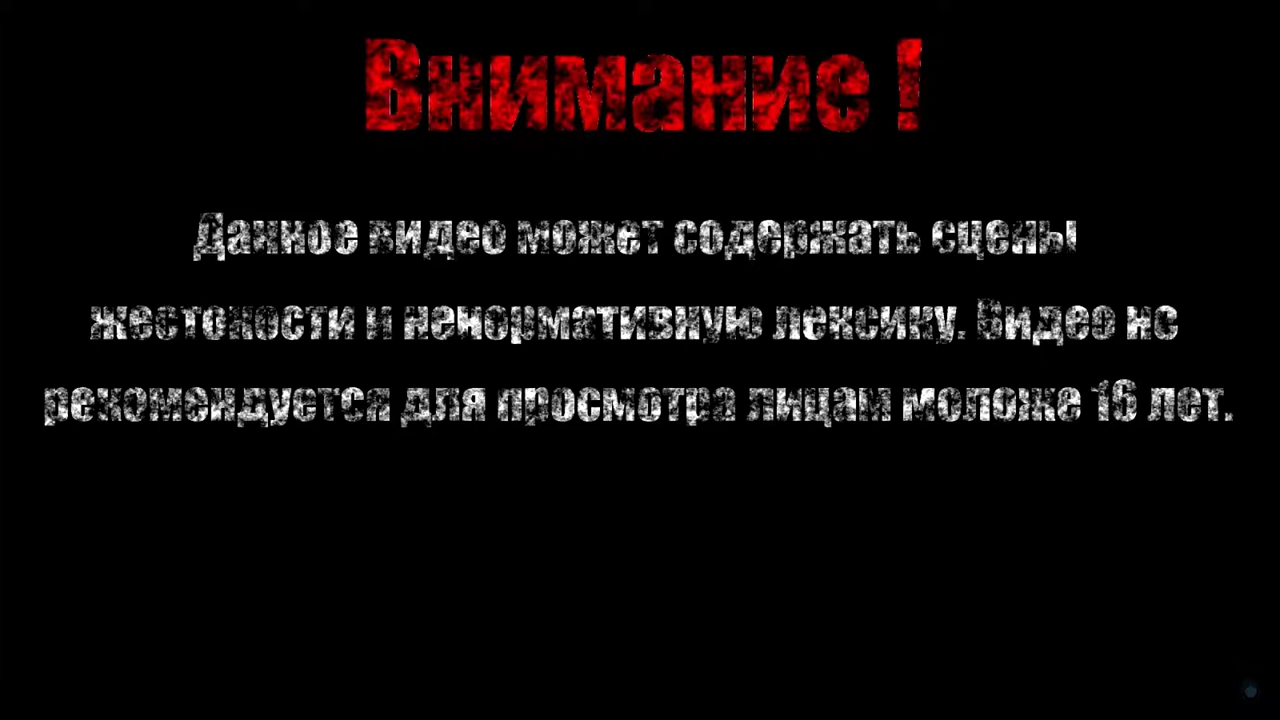 Внимание !
Данное видео может содержать сцены
жестокости и ненормативную лексику. Видео не
рекомендуется для просмотра лицам моложе 16 лет.